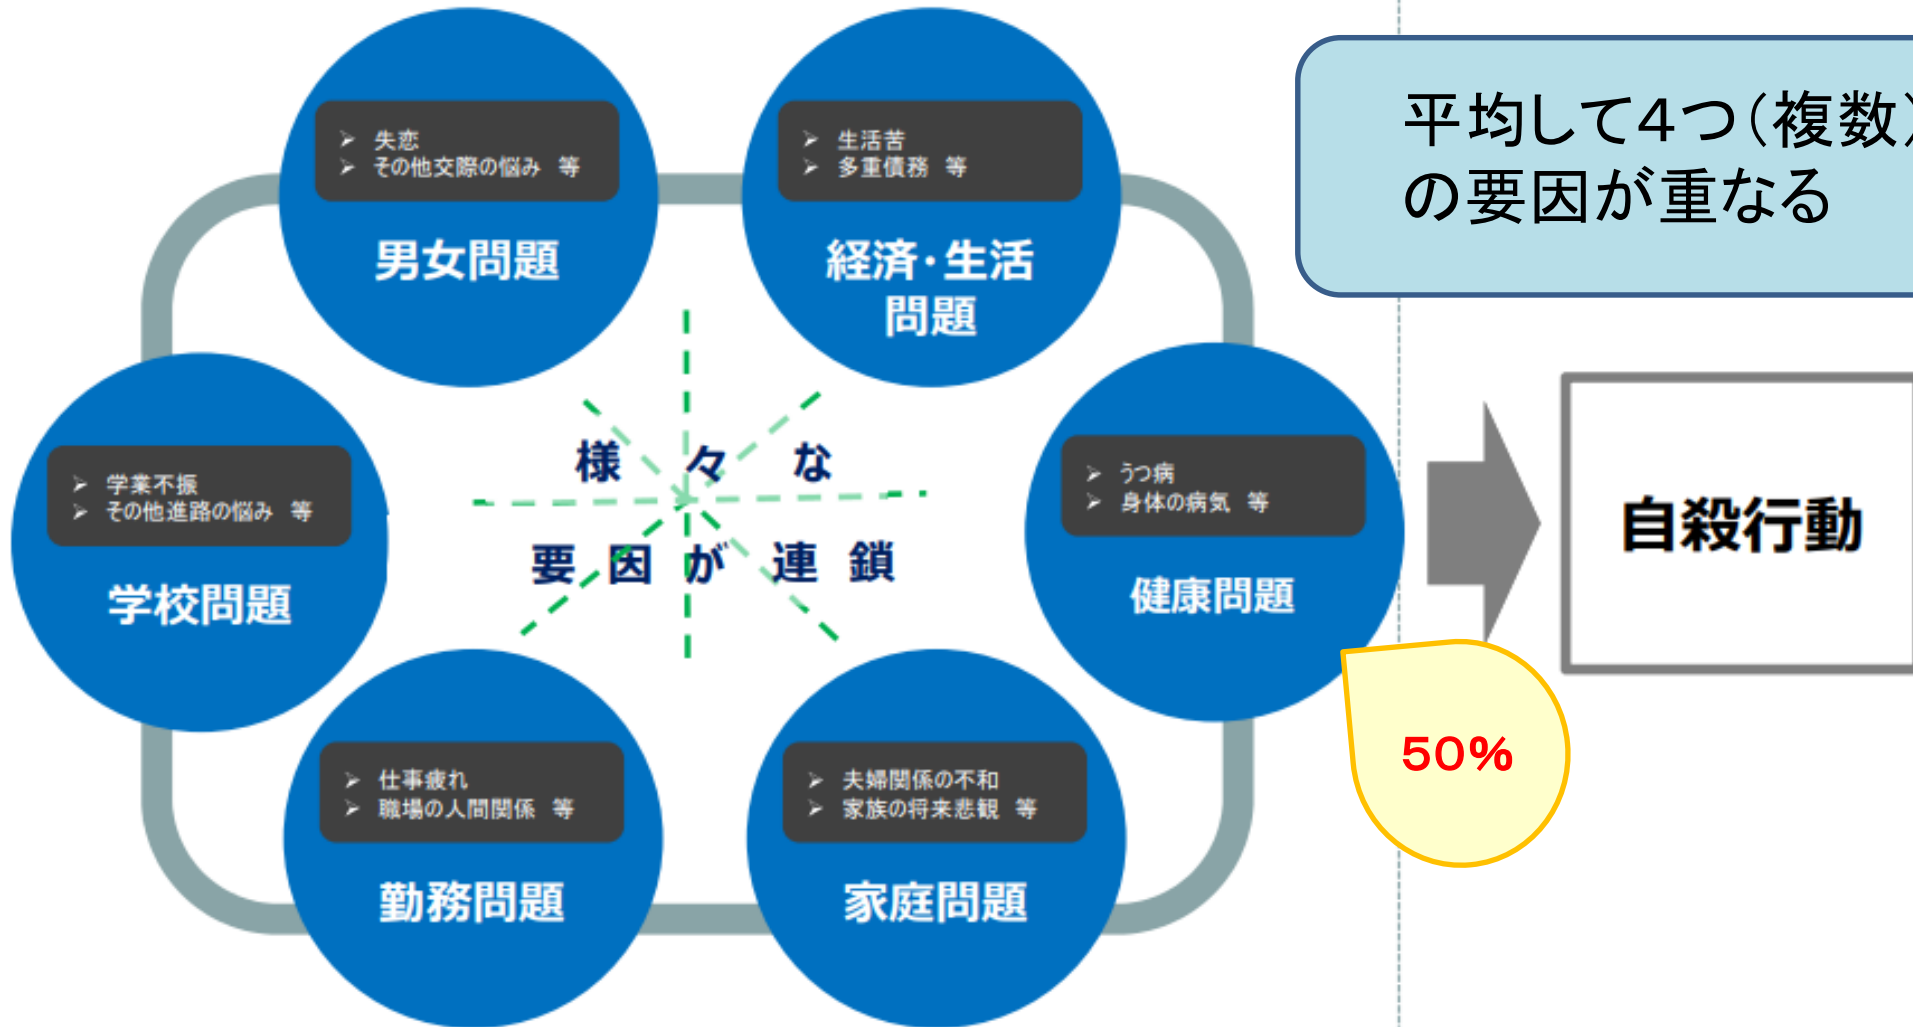 ➢ 失恋
➢ その他交際の悩み 等
男女問題
➢ 生活苦
➢ 多重債務 等
経済・生活
問題
平均して４つ（複数）
の要因が重なる
➢ 学業不振
➢ その他進路の悩み 等
学校問題
様々な
要因が連鎖
➢ うつ病
➢ 身体の病気 等
健康問題
自殺行動
50%
➢ 仕事疲れ
➢ 職場の人間関係 等
勤務問題
➢ 夫婦関係の不和
➢ 家族の将来悲観 等
家庭問題